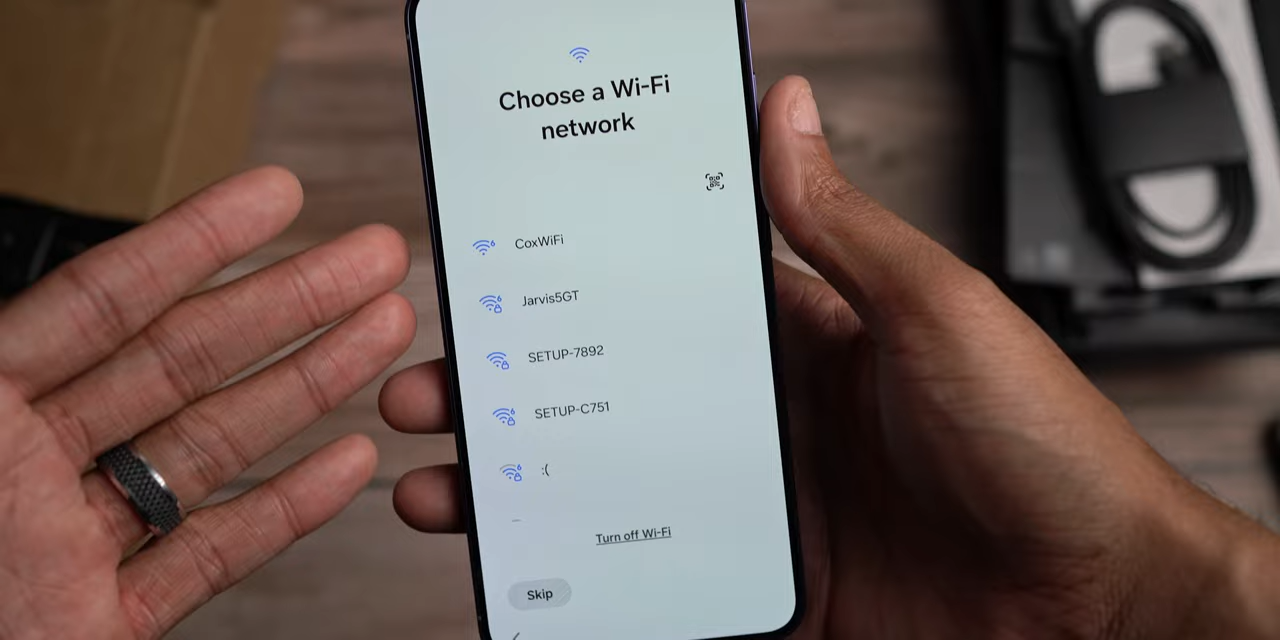 Choose a Wi-Fi
network
CoxWiFi
Jarvis5GT
SETUP-7892
SETUP-C751
:(
Turn off Wi-Fi
Skip